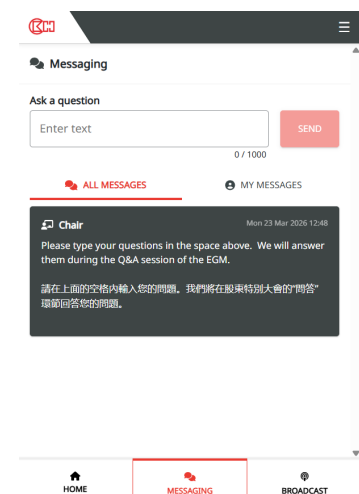 Messaging
Ask a question
Enter text
SEND
0 / 1000
ALL MESSAGES
MY MESSAGES
Chair
Mon 23 Mar 2026 12:48
Please type your questions in the space above.  We will answer
them during the Q&A session of the EGM.
請在上面的空格內輸入您的問題。我們將在股東特別大會的“問答”
環節回答您的問題。
HOME
MESSAGING
BROADCAST